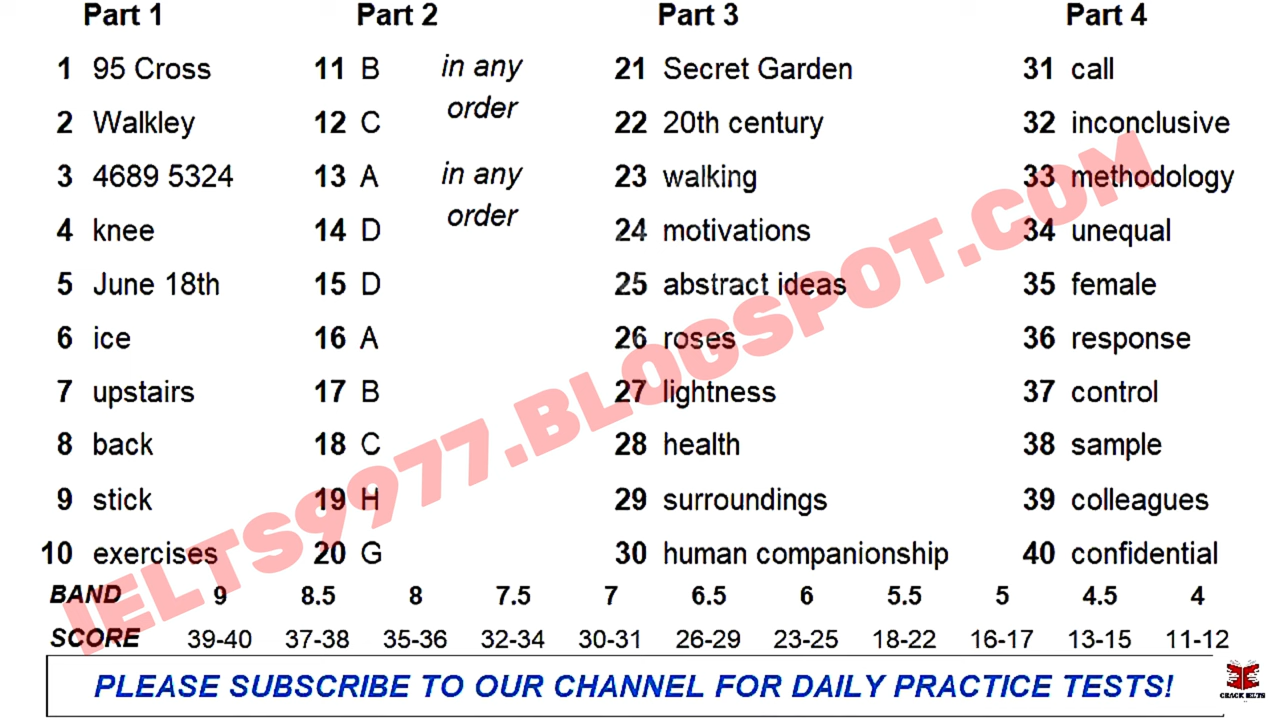 Part 1 Part 2 Part 3 Part 4
1 95 Cross 11 B in any 21 Secret Garden 31 call
order
2 Walkley 12 C 22 20th century 32 inconclusive
3 4689 5324 13 A in any 23 walking 33 methodology
order
4 knee 14 D 24 motivations 34 unequal
5 June 18th 15 D 25 abstract ideas 35 female
6 ice 16 A 26 roses 36 response
7 upstairs 17 B 27 lightness 37 control
8 back 18 C 28 health 38 sample
9 stick 19 H 29 surroundings 39 colleagues
10 exercises 20 G 30 human companionship 40 confidential
IELTS9977.BLOGSPOT.COM
BAND 9 8.5 8 7.5 7 6.5 6 5.5 5 4.5 4
SCORE 39-40 37-38 35-36 32-34 30-31 26-29 23-25 18-22 16-17 13-15 11-12
PLEASE SUBSCRIBE TO OUR CHANNEL FOR DAILY PRACTICE TESTS!
CRACK IELTS